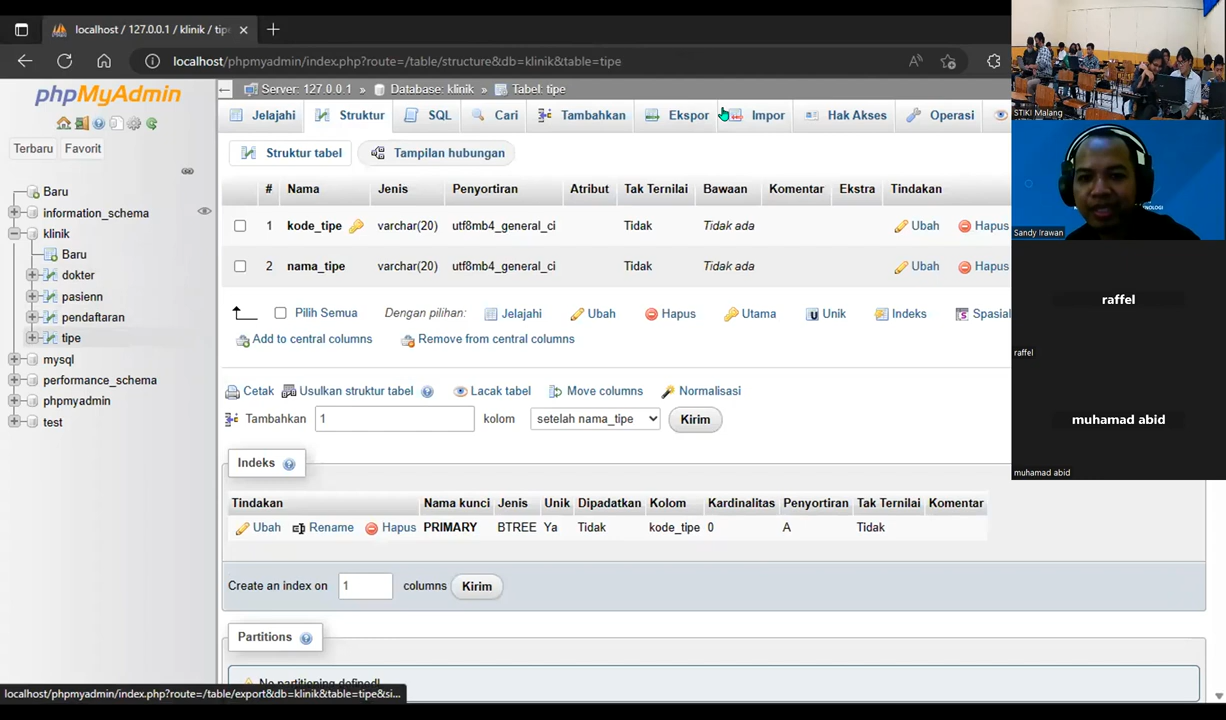 localhost / 127.0.0.1 / klinik / tip
localhost/phpmyadmin/index.php?route=/table/structure&db=klinik&table=tipe
phpMyAdmin
Terbaru Favorit
Baru
information_schema
klinik
Baru
dokter
pasienn
pendaftaran
tipe
mysql
performance_schema
phpmyadmin
test
Server: 127.0.0.1 » Database: klinik » Tabel: tipe
Jelajahi Struktur SQL Cari Tambahkan Ekspor Impor Hak Akses Operasi
Struktur tabel Tampilan hubungan
# Nama Jenis Penyortiran Atribut Tak Ternilai Bawaan Komentar Ekstra Tindakan
1 kode_tipe varchar(20) utf8mb4_general_ci Tidak Tidak ada Ubah Hapus
2 nama_tipe varchar(20) utf8mb4_general_ci Tidak Tidak ada Ubah Hapus
Pilih Semua Dengan pilihan: Jelajahi Ubah Hapus Utama Unik Indeks Spasial
Add to central columns Remove from central columns
Cetak Usulkan struktur tabel Lacak tabel Move columns Normalisasi
Tambahkan 1 kolom setelah nama_tipe Kirim
Indeks
Tindakan Nama kunci Jenis Unik Dipadatkan Kolom Kardinalitas Penyortiran Tak Ternilai Komentar
Ubah Rename Hapus PRIMARY BTREE Ya Tidak kode_tipe 0 A Tidak
Create an index on 1 columns Kirim
Partitions
No partitioning defined!
localhost/phpmyadmin/index.php?route=/table/export&db=klinik&table=tipe&si...
STIKI Malang
Sandy Irawan
raffel
raffel
muhamad abid
muhamad abid